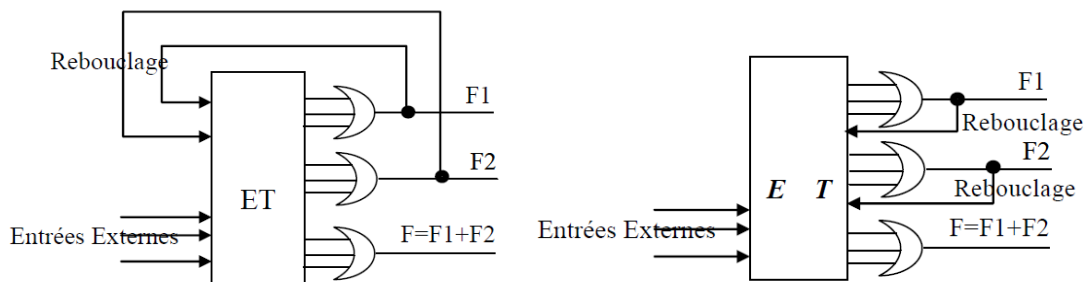 Rebouclage
F1
F2
ET
Entrées Externes
F=F1+F2
F1
Rebouclage
F2
E T
Rebouclage
Entrées Externes
F=F1+F2